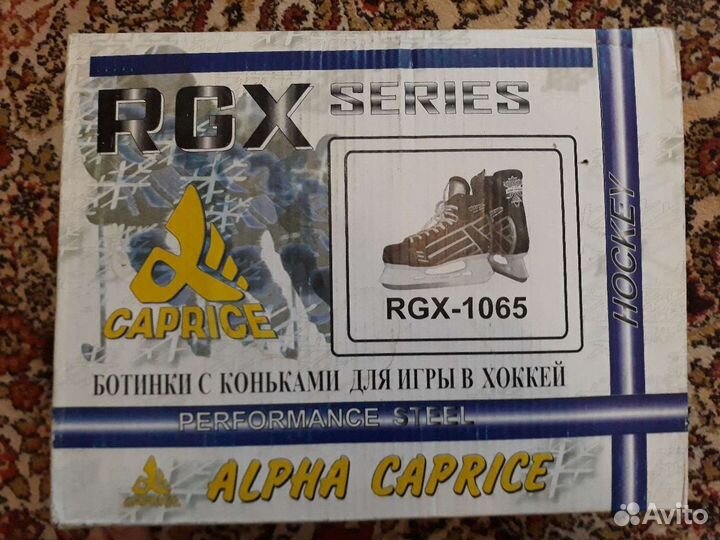 RGX SERIES
CAPRICE
RGX-1065
HOCKEY
БОТИНКИ С КОНЬКАМИ ДЛЯ ИГРЫ В ХОККЕЙ
PERFORMANCE STEEL
ALPHA CAPRICE
Avito